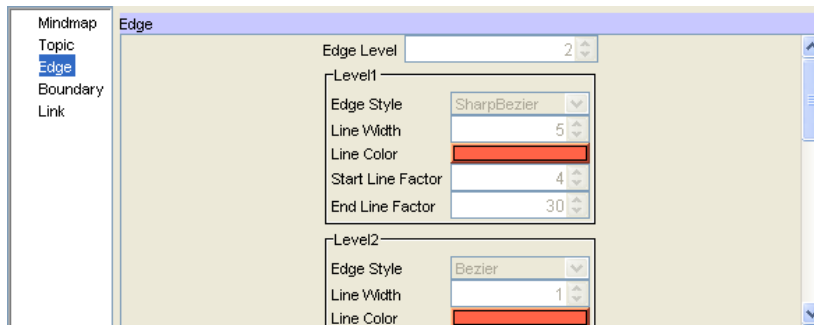 Mindmap
Topic
Edge
Boundary
Link
Edge
Edge Level 2
Level1
Edge Style SharpBezier
Line Width 5
Line Color
Start Line Factor 4
End Line Factor 30
Level2
Edge Style Bezier
Line Width 1
Line Color